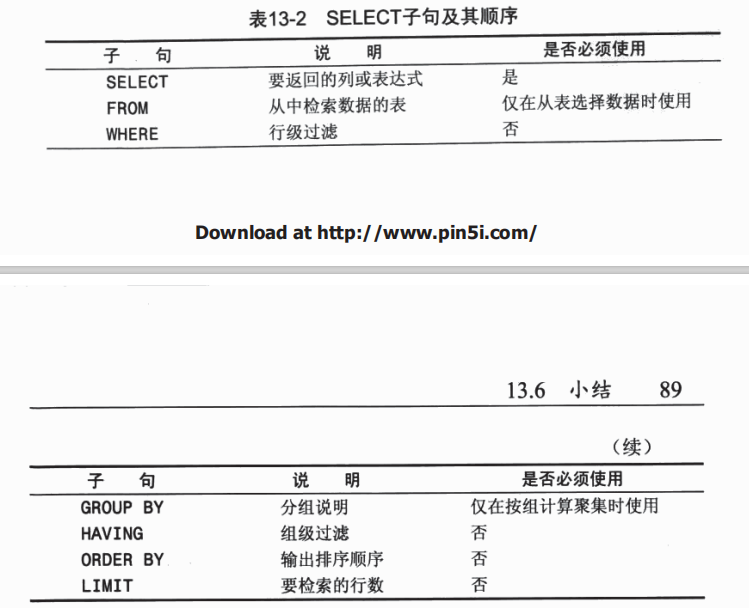 表13-2 SELECT子句及其顺序
子 句 说 明 是否必须使用
SELECT 要返回的列或表达式 是
FROM 从中检索数据的表 仅在从表选择数据时使用
WHERE 行级过滤 否
Download at http://www.pin5i.com/
13.6 小结 89
（续）
子 句 说 明 是否必须使用
GROUP BY 分组说明 仅在按组计算聚集时使用
HAVING 组级过滤 否
ORDER BY 输出排序顺序 否
LIMIT 要检索的行数 否